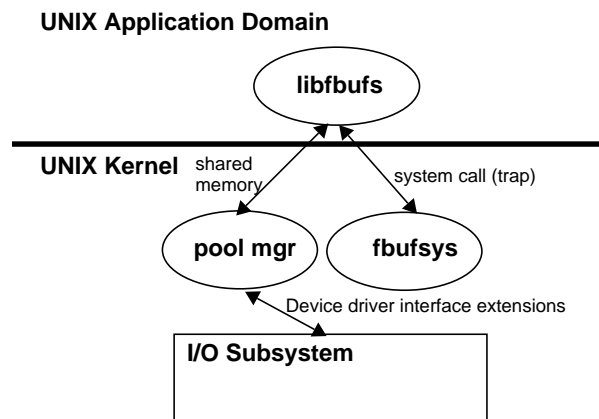 UNIX Application Domain
libfbufs
UNIX Kernel
shared
memory
system call (trap)
pool mgr
fbufsys
Device driver interface extensions
I/O Subsystem